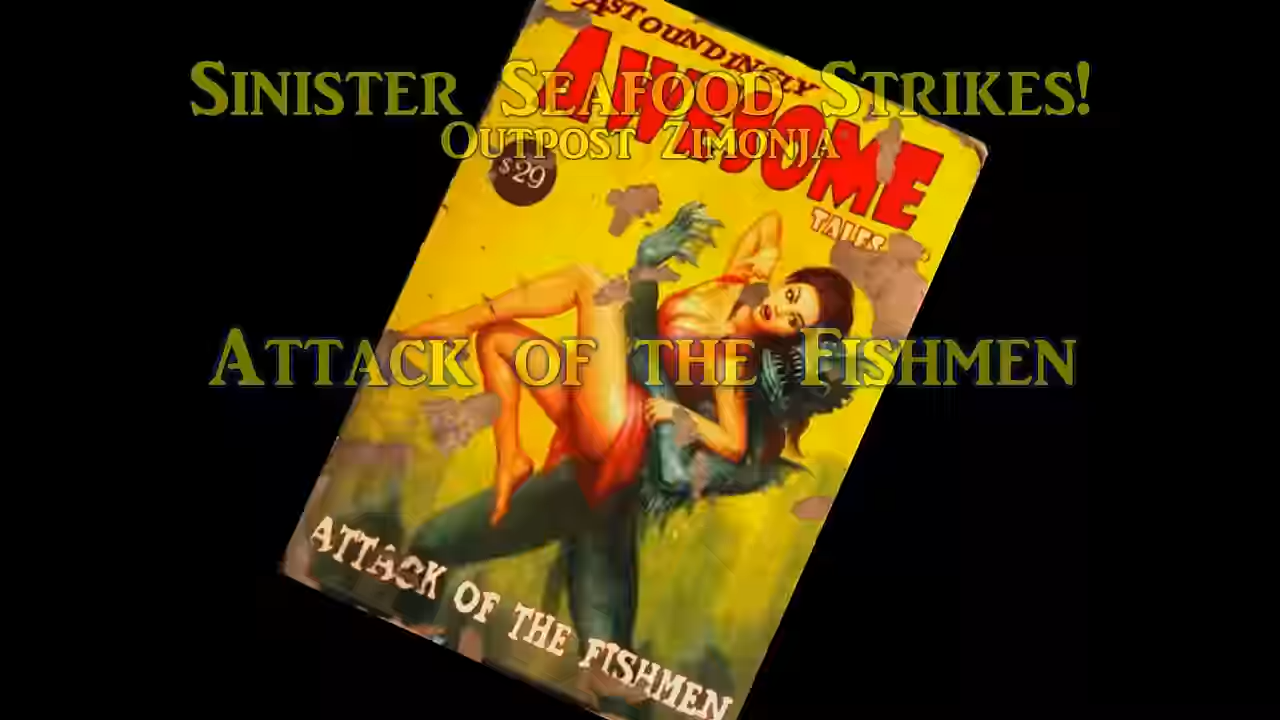 ASTOUNDINGLY
AWESOME
TALES
Sinister Seafood Strikes!
Outpost Zimonja
$29
Attack of the Fishmen
ATTACK OF THE FISHMEN